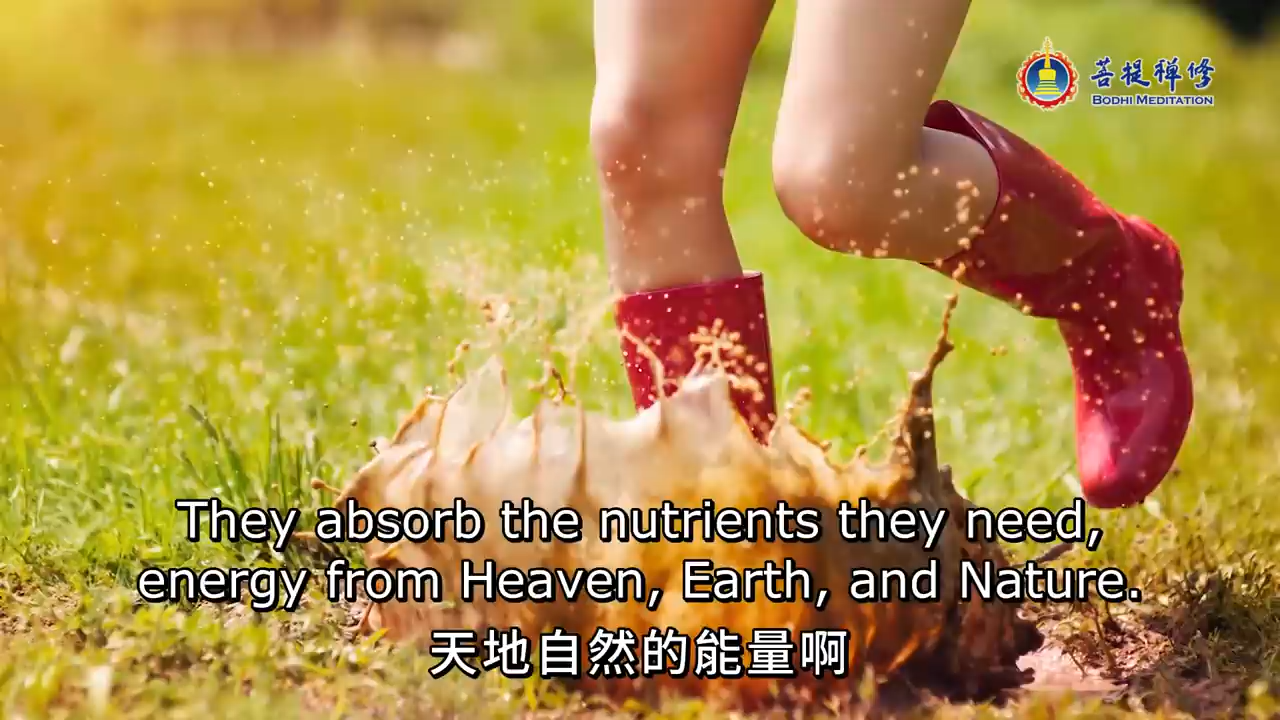 菩提禪修
BODHI MEDITATION
They absorb the nutrients they need,
energy from Heaven, Earth, and Nature.
天地自然的能量啊